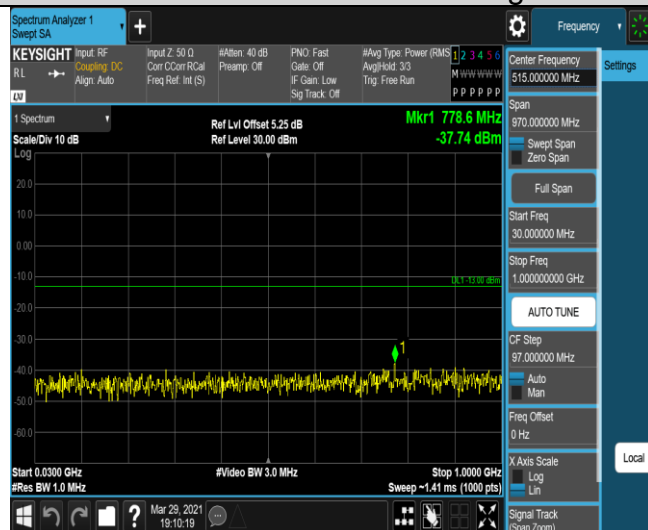 Spectrum Analyzer 1
Swept SA
Frequency
KEYSIGHT
RL
Input: RF
Coupling: DC
Align: Auto
Input Z: 50 Ω
Corr CCorr RCal
Freq Ref: Int (S)
#Atten: 40 dB
Preamp: Off
PNO: Fast
Gate: Off
IF Gain: Low
Sig Track: Off
#Avg Type: Power (RMS
Avg|Hold: 3/3
Trig: Free Run
1 2 3 4 5 6
M W W W W W
P P P P P P
LXI
1 Spectrum
Scale/Div 10 dB
Log
Ref Lvl Offset 5.25 dB
Ref Level 30.00 dBm
Mkr1 778.6 MHz
-37.74 dBm
20.0
10.0
0.00
-10.0
DL1 -13.00 dBm
-20.0
-30.0
1
-40.0
-50.0
-60.0
Start 0.0300 GHz
#Res BW 1.0 MHz
#Video BW 3.0 MHz
Stop 1.0000 GHz
Sweep ~1.41 ms (1000 pts)
?
Mar 29, 2021
19:10:19
Center Frequency
515.000000 MHz
Span
970.000000 MHz
Swept Span
Zero Span
Full Span
Start Freq
30.000000 MHz
Stop Freq
1.000000000 GHz
AUTO TUNE
CF Step
97.000000 MHz
Auto
Man
Freq Offset
0 Hz
X Axis Scale
Log
Lin
Signal Track
(Span Zoom)
Settings
Local